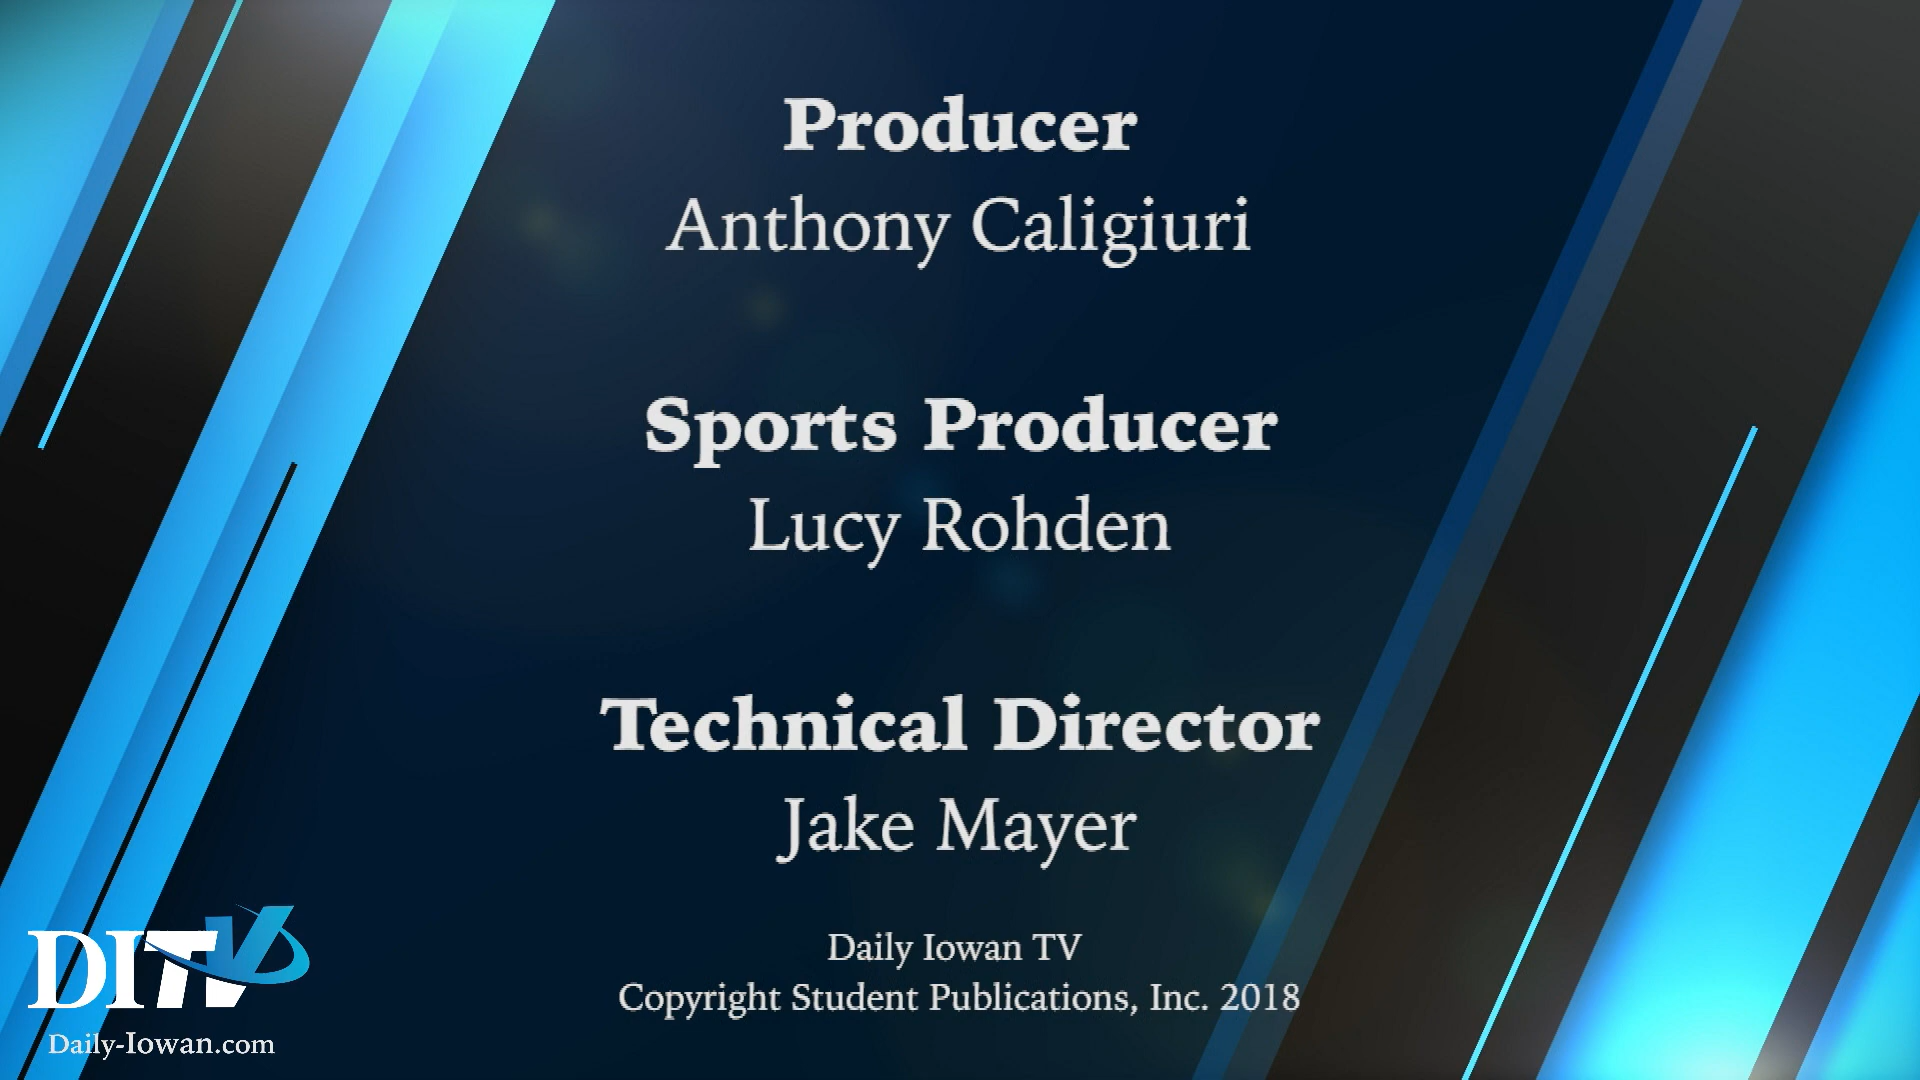 Producer
Anthony Caligiuri
Sports Producer
Lucy Rohden
Technical Director
Jake Mayer
Daily Iowan TV
Copyright Student Publications, Inc. 2018
DITV
Daily-Iowan.com